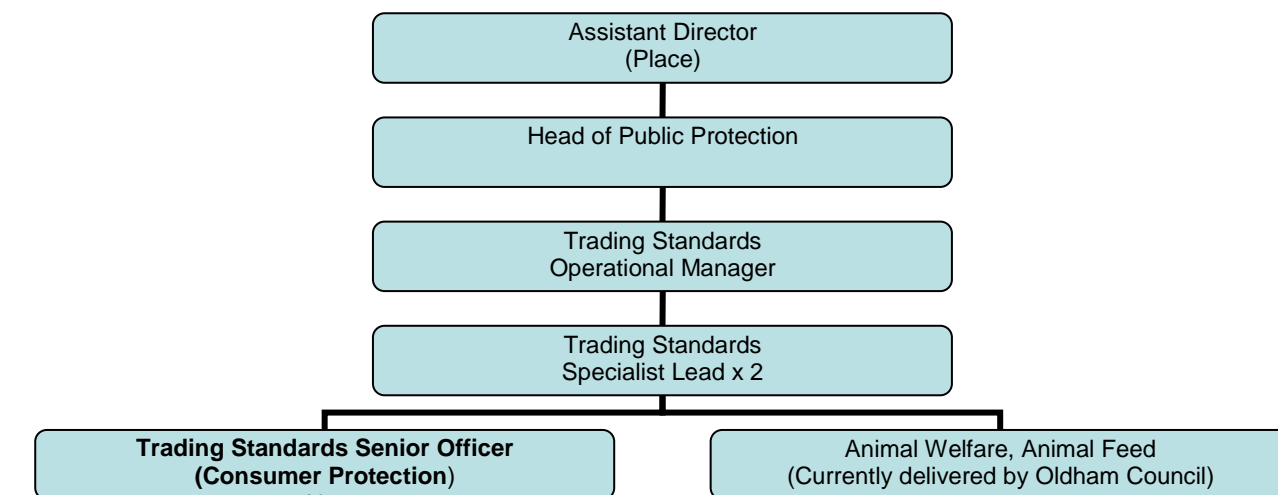 Assistant Director
(Place)
Head of Public Protection
Trading Standards
Operational Manager
Trading Standards
Specialist Lead x 2
Trading Standards Senior Officer
(Consumer Protection)
Animal Welfare, Animal Feed
(Currently delivered by Oldham Council)